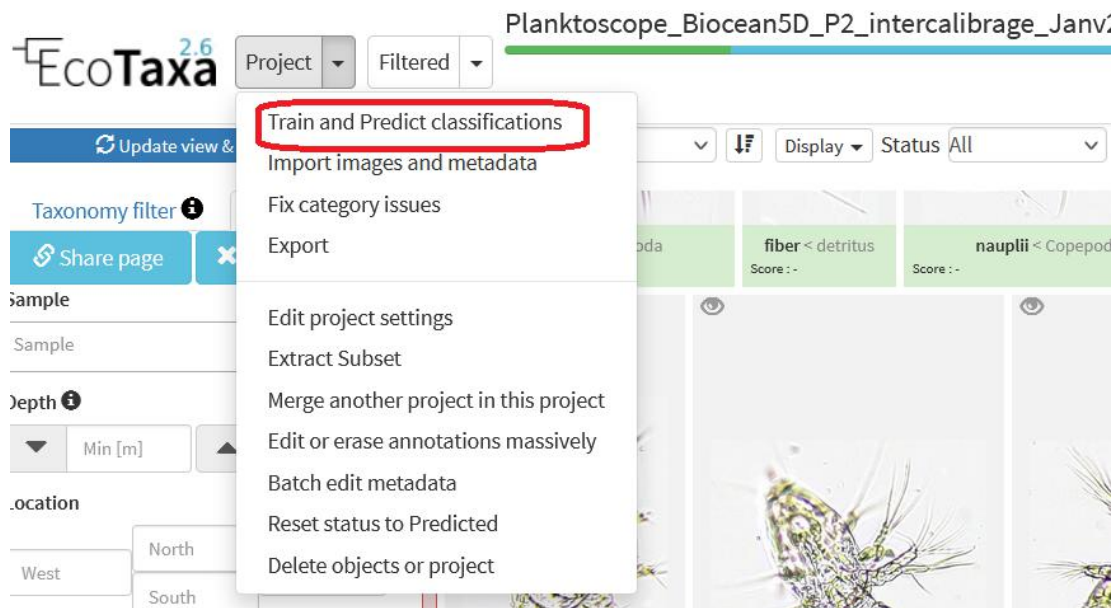 Planktoscope_Biocean5D_P2_intercalibrage_Janv2
EcoTaxa 2.6
Project
Filtered
Train and Predict classifications
Import images and metadata
Fix category issues
Export
Edit project settings
Extract Subset
Merge another project in this project
Edit or erase annotations massively
Batch edit metadata
Reset status to Predicted
Delete objects or project
Update view &
Display
Status All
Taxonomy filter
Share page
oda
fiber < detritus
nauplii < Copepod
Score : -
Score : -
Sample
Sample
Depth
Min [m]
Location
North
West
South